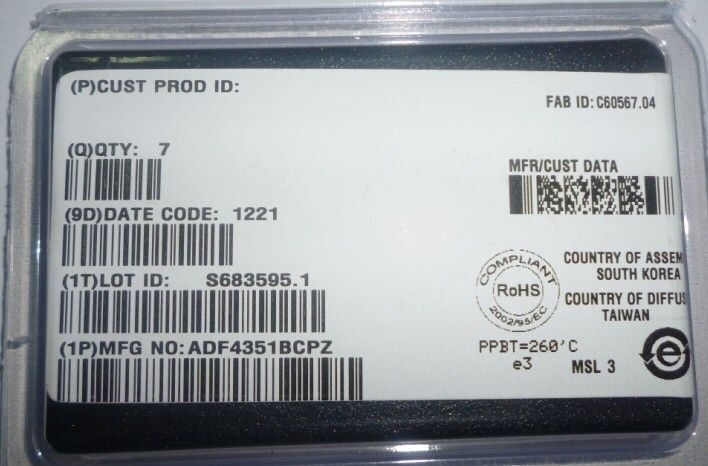 (P)CUST PROD ID:
FAB ID: C60567.04
(Q)QTY: 7
MFR/CUST DATA
(9D)DATE CODE: 1221
(1T)LOT ID: S683595.1
COUNTRY OF ASSEM
SOUTH KOREA
COMPLIANT
RoHS
2002/95/EC
COUNTRY OF DIFFUS
TAIWAN
(1P)MFG NO: ADF4351BCPZ
PPBT=260'C
e3
MSL 3
e